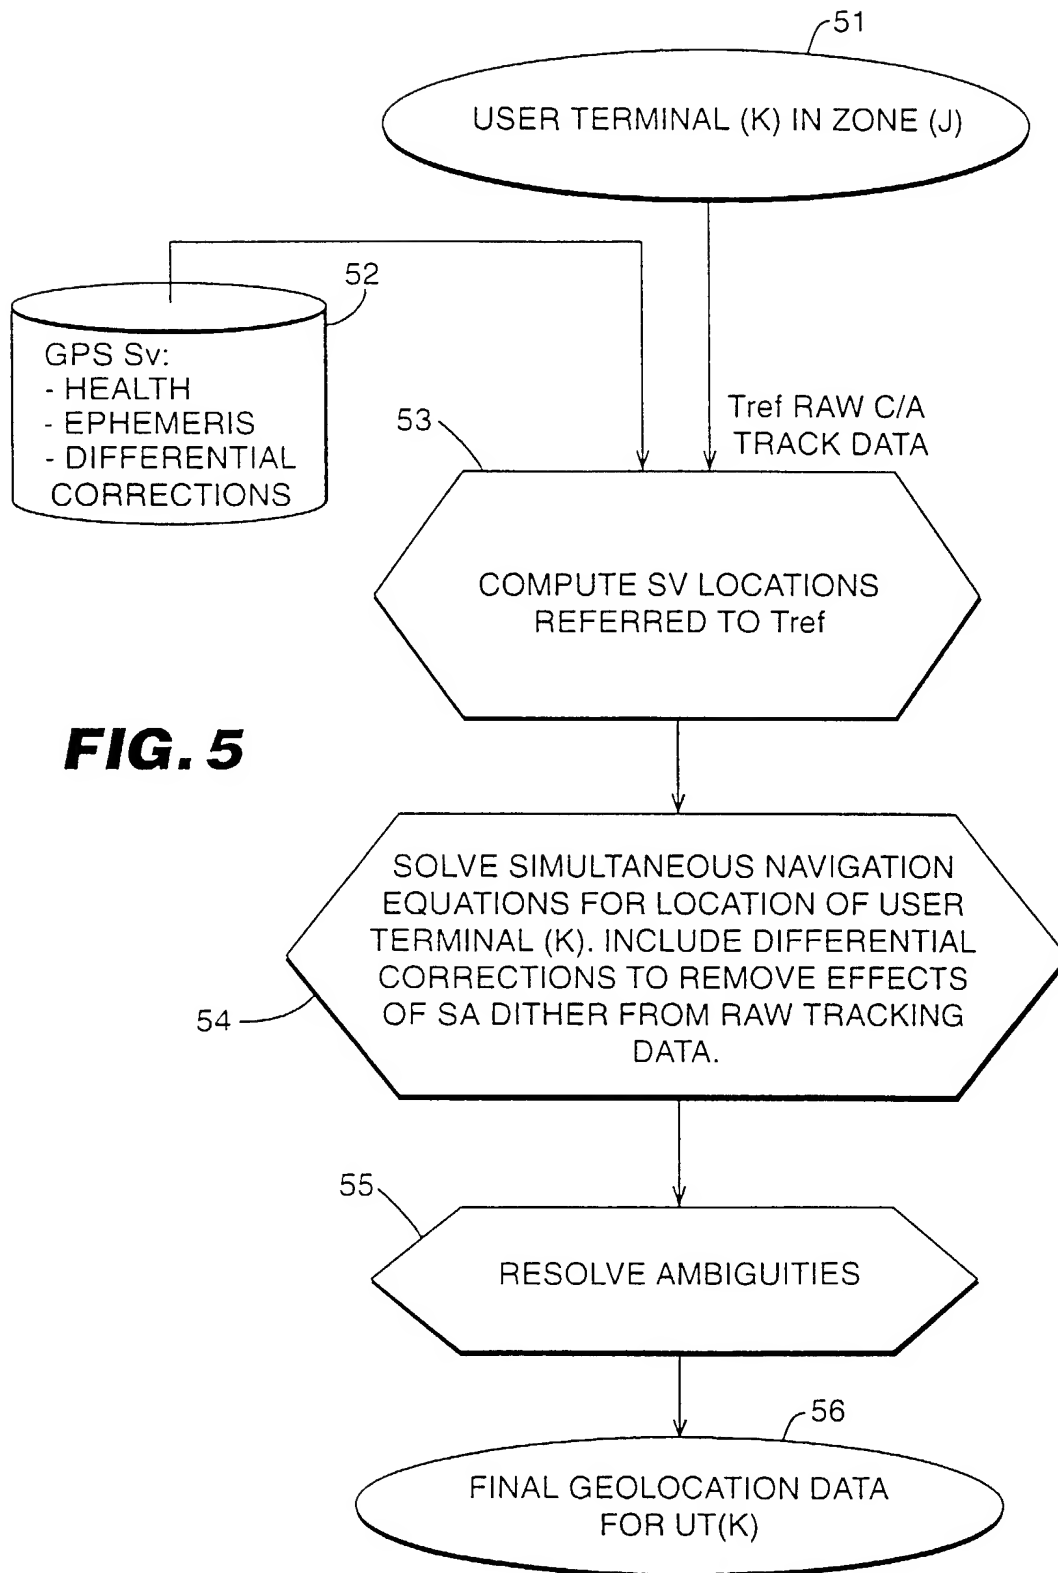 51
USER TERMINAL (K) IN ZONE (J)
52
GPS Sv:
- HEALTH
- EPHEMERIS
- DIFFERENTIAL
CORRECTIONS
Tref RAW C/A
TRACK DATA
53
COMPUTE SV LOCATIONS
REFERRED TO Tref
FIG. 5
SOLVE SIMULTANEOUS NAVIGATION
EQUATIONS FOR LOCATION OF USER
TERMINAL (K). INCLUDE DIFFERENTIAL
CORRECTIONS TO REMOVE EFFECTS
OF SA DITHER FROM RAW TRACKING
DATA.
54
55
RESOLVE AMBIGUITIES
56
FINAL GEOLOCATION DATA
FOR UT(K)